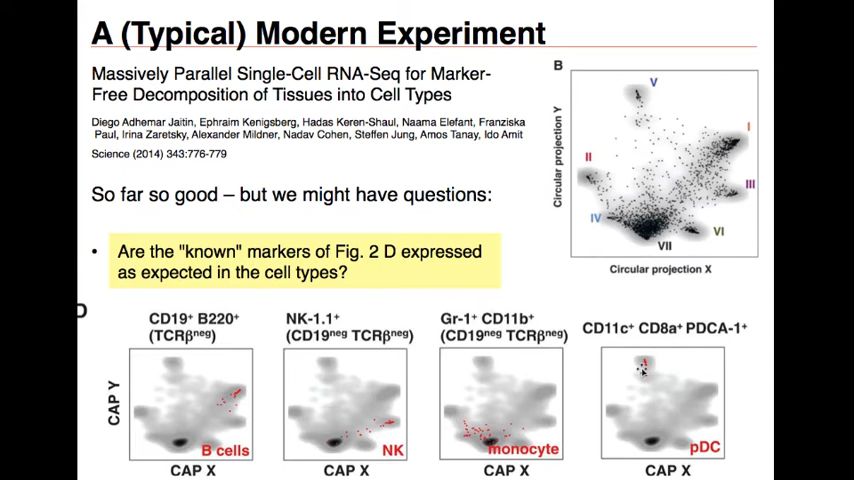 A (Typical) Modern Experiment
Massively Parallel Single-Cell RNA-Seq for Marker-
Free Decomposition of Tissues into Cell Types
Diego Adhemar Jaitin, Ephraim Kenigsberg, Hadas Keren-Shaul, Naama Elefant, Franziska
Paul, Irina Zaretsky, Alexander Mildner, Nadav Cohen, Steffen Jung, Amos Tanay, Ido Amit
Science (2014) 343:776-779
So far so good – but we might have questions:
• Are the "known" markers of Fig. 2 D expressed
as expected in the cell types?
B
Circular projection Y
V
I
II
III
IV
VI
VII
Circular projection X
D
CD19⁺ B220⁺
(TCRβⁿᵉᵍ)
NK-1.1⁺
(CD19ⁿᵉᵍ TCRβⁿᵉᵍ)
Gr-1⁺ CD11b⁺
(CD19ⁿᵉᵍ TCRβⁿᵉᵍ)
CD11c⁺ CD8a⁺ PDCA-1⁺
CAP Y
B cells
NK
monocyte
pDC
CAP X
CAP X
CAP X
CAP X